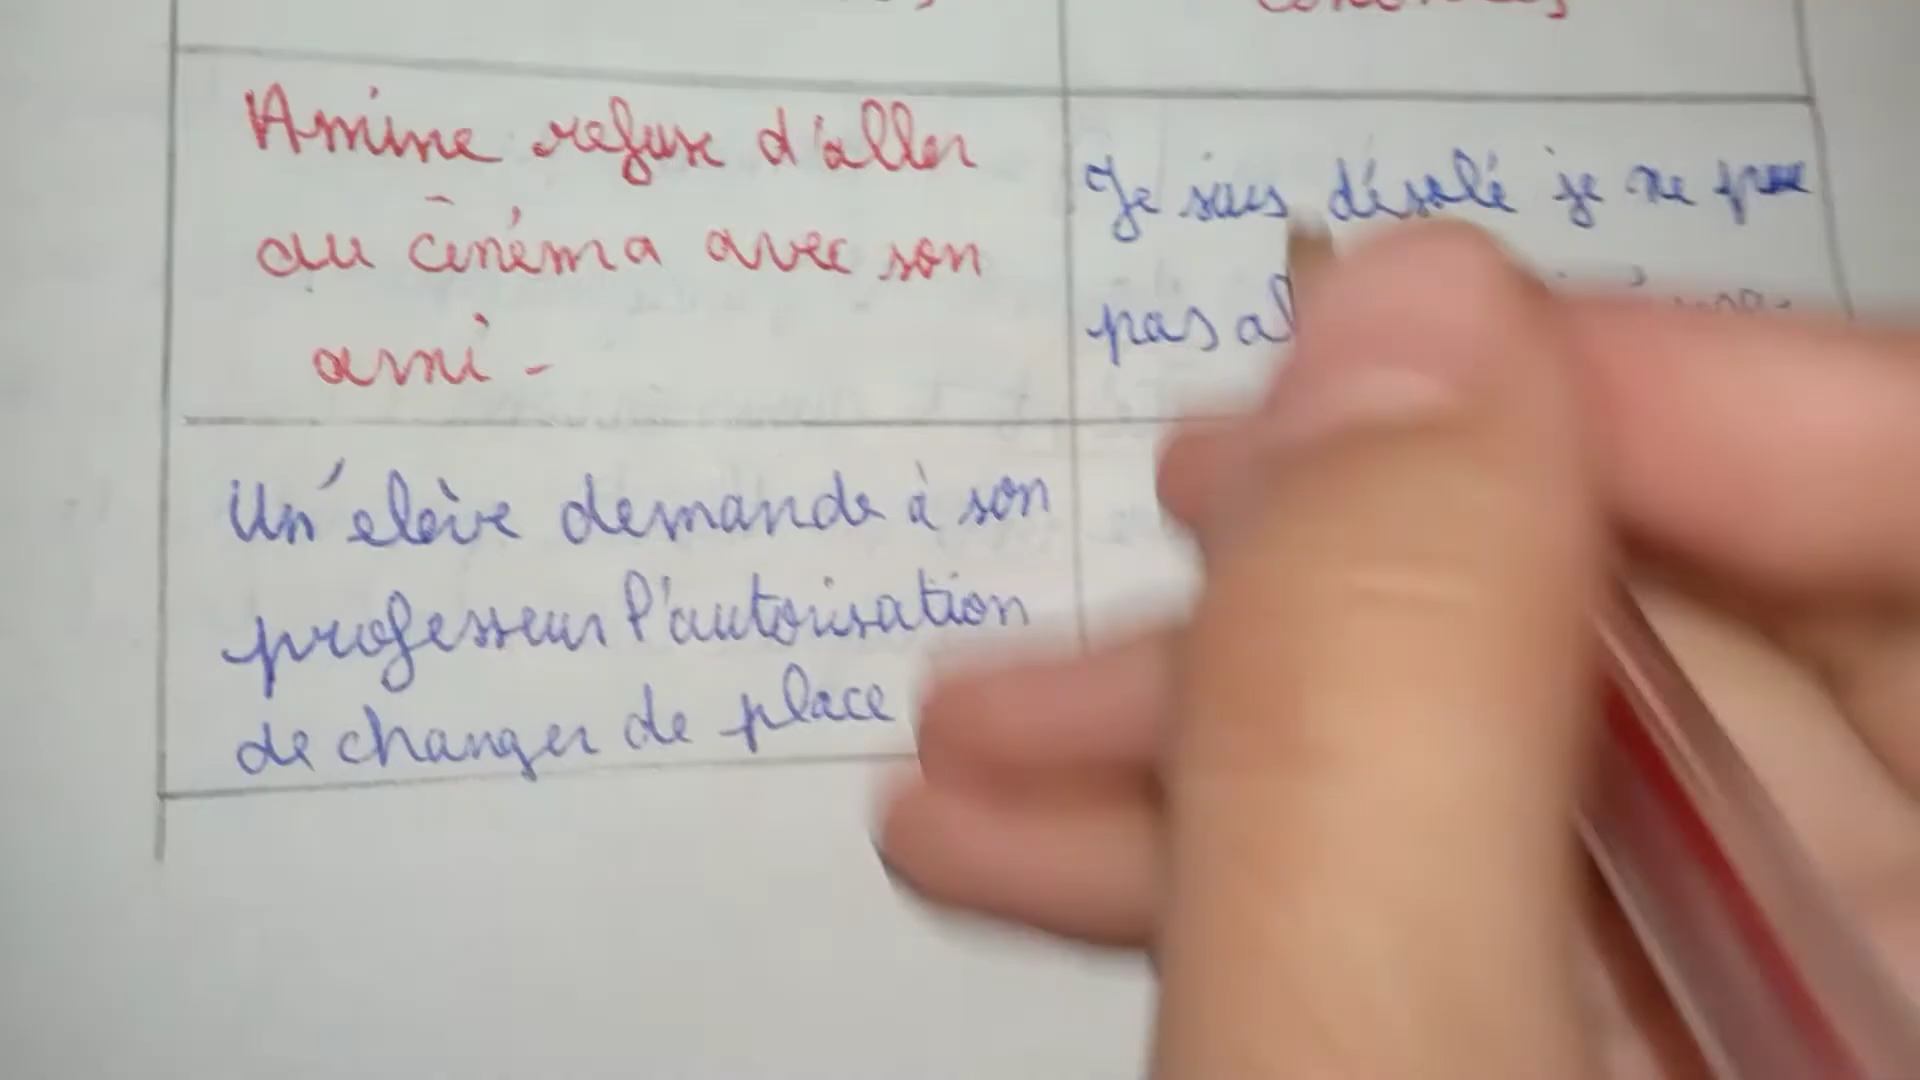 Amine refuse d'aller
au cinéma avec son
ami -
Je suis désolé je ne
pas
Un élève demande à son
professeur l'autorisation
de changer de place